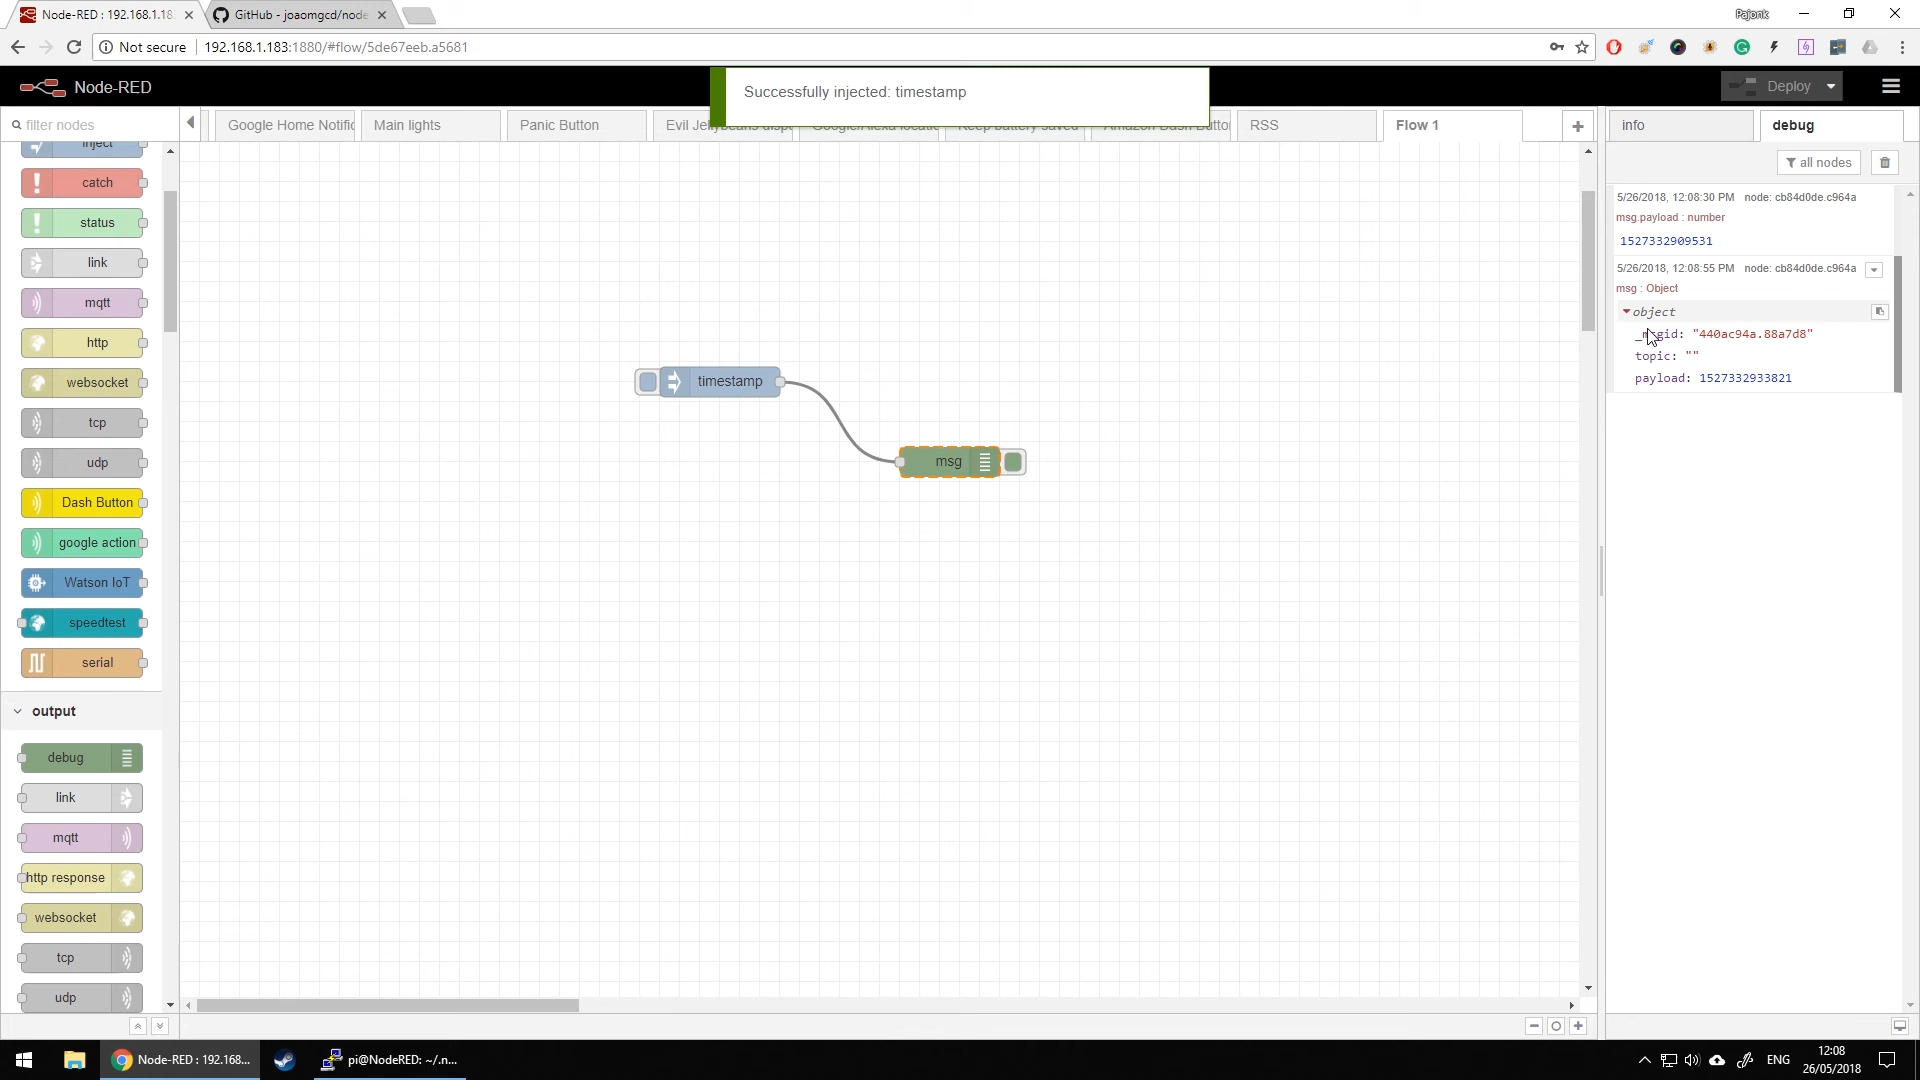 Node-RED : 192.168.1.18
GitHub - joaomgcd/node
Pajonk
Not secure
192.168.1.183:1880/#flow/5de67eeb.a5681
Node-RED
Successfully injected: timestamp
Deploy
filter nodes
Google Home Notific
Main lights
Panic Button
RSS
Flow 1
info
debug
all nodes
inject
catch
status
link
mqtt
http
websocket
tcp
udp
Dash Button
google action
Watson IoT
speedtest
serial
output
debug
link
mqtt
http response
websocket
tcp
udp
timestamp
msg
5/26/2018, 12:08:30 PM node: cb84d0de.c964a
msg.payload : number
1527332909531
5/26/2018, 12:08:55 PM node: cb84d0de.c964a
msg : Object
object
_msgid: "440ac94a.88a7d8"
topic: ""
payload: 1527332933821
Node-RED : 192.168...
pi@NodeRED: ~/.n...
ENG
12:08
26/05/2018